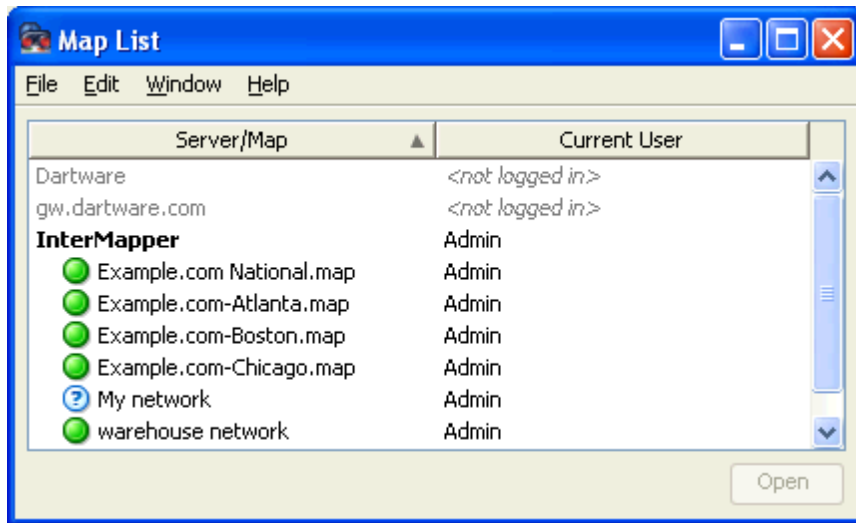 Map List
File Edit Window Help
Server/Map Current User
Dartware <not logged in>
gw.dartware.com <not logged in>
InterMapper Admin
Example.com National.map Admin
Example.com-Atlanta.map Admin
Example.com-Boston.map Admin
Example.com-Chicago.map Admin
? My network Admin
warehouse network Admin
Open